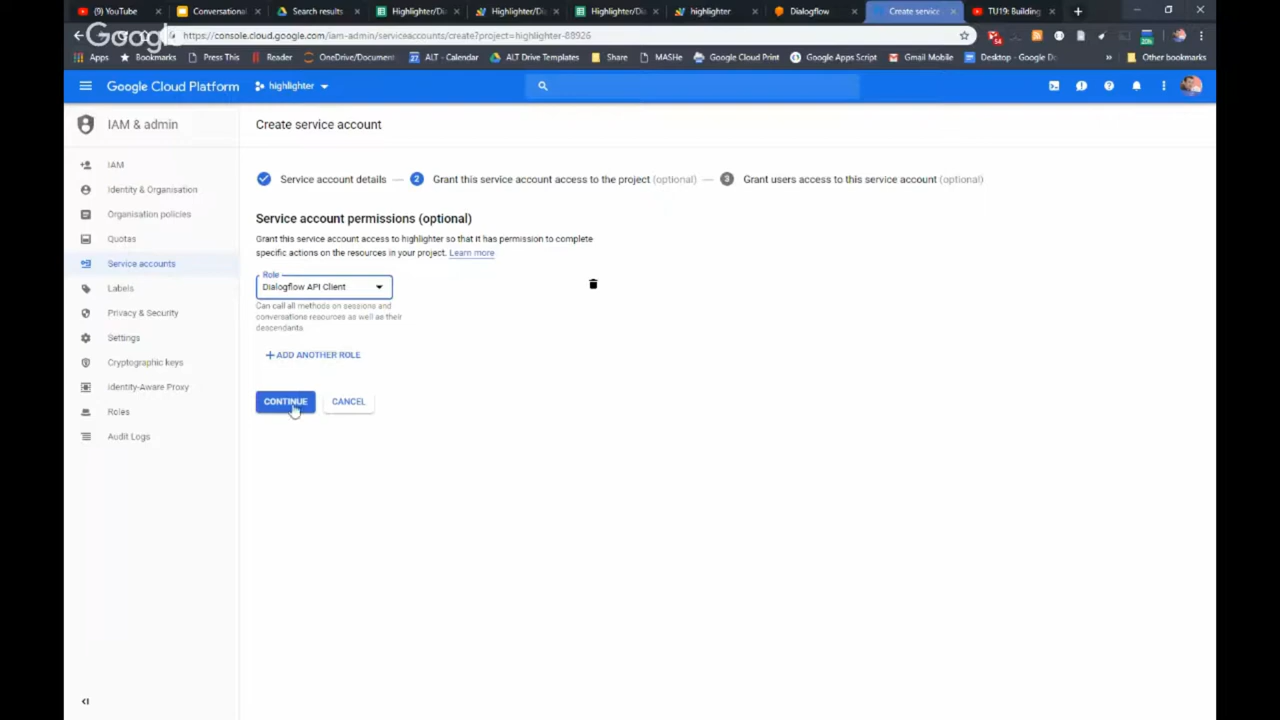 (9) YouTube
Conversational
Search results
Highlighter/Di
Highlighter/Di
Highlighter/Di
highlighter
Dialogflow
Create service
TU19: Building
Google
https://console.cloud.google.com/iam-admin/serviceaccounts/create?project=highlighter-88926
Apps
Bookmarks
Press This
Reader
OneDrive/Document
ALT - Calendar
ALT Drive Templates
Share
MASHe
Google Cloud Print
Google Apps Script
Gmail Mobile
Desktop - Google Do
»
Other bookmarks
Google Cloud Platform
highlighter
IAM & admin
Create service account
IAM
Identity & Organisation
Organisation policies
Quotas
Service accounts
Labels
Privacy & Security
Settings
Cryptographic keys
Identity-Aware Proxy
Roles
Audit Logs
Service account details — 2 Grant this service account access to the project (optional) — 3 Grant users access to this service account (optional)
Service account permissions (optional)
Grant this service account access to highlighter so that it has permission to complete
specific actions on the resources in your project. Learn more
Role
Dialogflow API Client
Can call all methods on sessions and
conversation resources as well as their
descendants.
+ ADD ANOTHER ROLE
CONTINUE
CANCEL